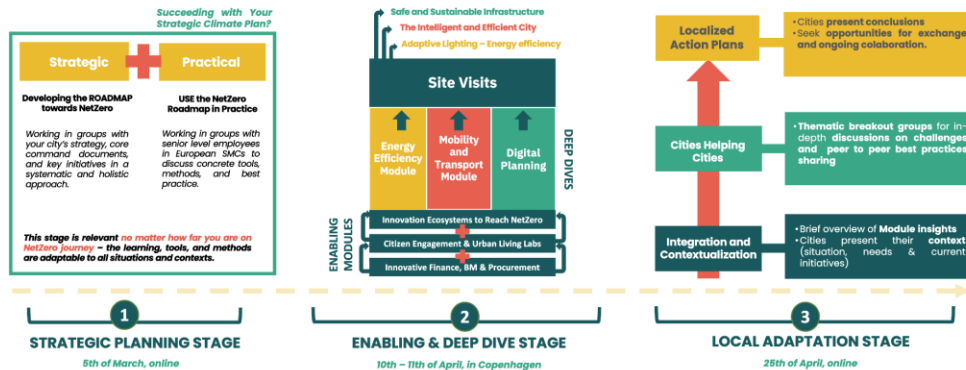 Succeeding with Your
Strategic Climate Plan?
Strategic
Practical
Developing the ROADMAP
towards NetZero
Working in groups with
your city's strategy, core
command documents,
and key initiatives in a
systematic and holistic
approach.
USE the NetZero
Roadmap in Practice
Working in groups with
senior level employees
in European SMCs to
discuss concrete tools,
methods, and best
practice.
This stage is relevant no matter how far you are on
NetZero journey – the learning, tools, and methods
are adaptable to all situations and contexts.
1
STRATEGIC PLANNING STAGE
5th of March, online
Safe and Sustainable Infrastructure
The Intelligent and Efficient City
Adaptive Lighting – Energy efficiency
Site Visits
Energy
Efficiency
Module
Mobility
and
Transport
Module
Digital
Planning
DEEP DIVES
ENABLING
MODULES
Innovation Ecosystems to Reach NetZero
Citizen Engagement & Urban Living Labs
Innovative Finance, BM & Procurement
2
ENABLING & DEEP DIVE STAGE
10th – 11th of April, in Copenhagen
Localized
Action Plans
•Cities present conclusions
•Seek opportunities for exchange
and ongoing colaboration.
Cities Helping
Cities
•Thematic breakout groups for in-
depth discussions on challenges
and peer to peer best practices
sharing
Integration and
Contextualization
•Brief overview of Module insights
•Cities present their context
(situation, needs & current
initiatives)
3
LOCAL ADAPTATION STAGE
25th of April, online